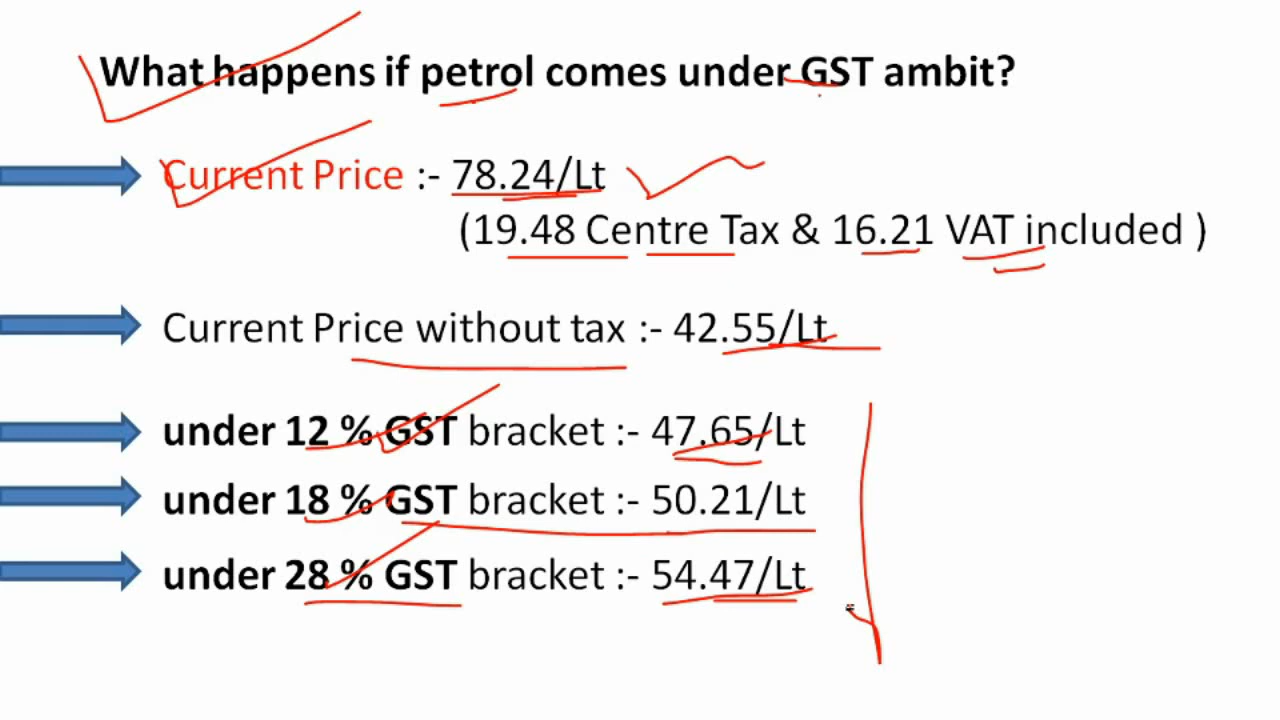 What happens if petrol comes under GST ambit?
Current Price :- 78.24/Lt
(19.48 Centre Tax & 16.21 VAT included )
Current Price without tax :- 42.55/Lt
under 12 % GST bracket :- 47.65/Lt
under 18 % GST bracket :- 50.21/Lt
under 28 % GST bracket :- 54.47/Lt